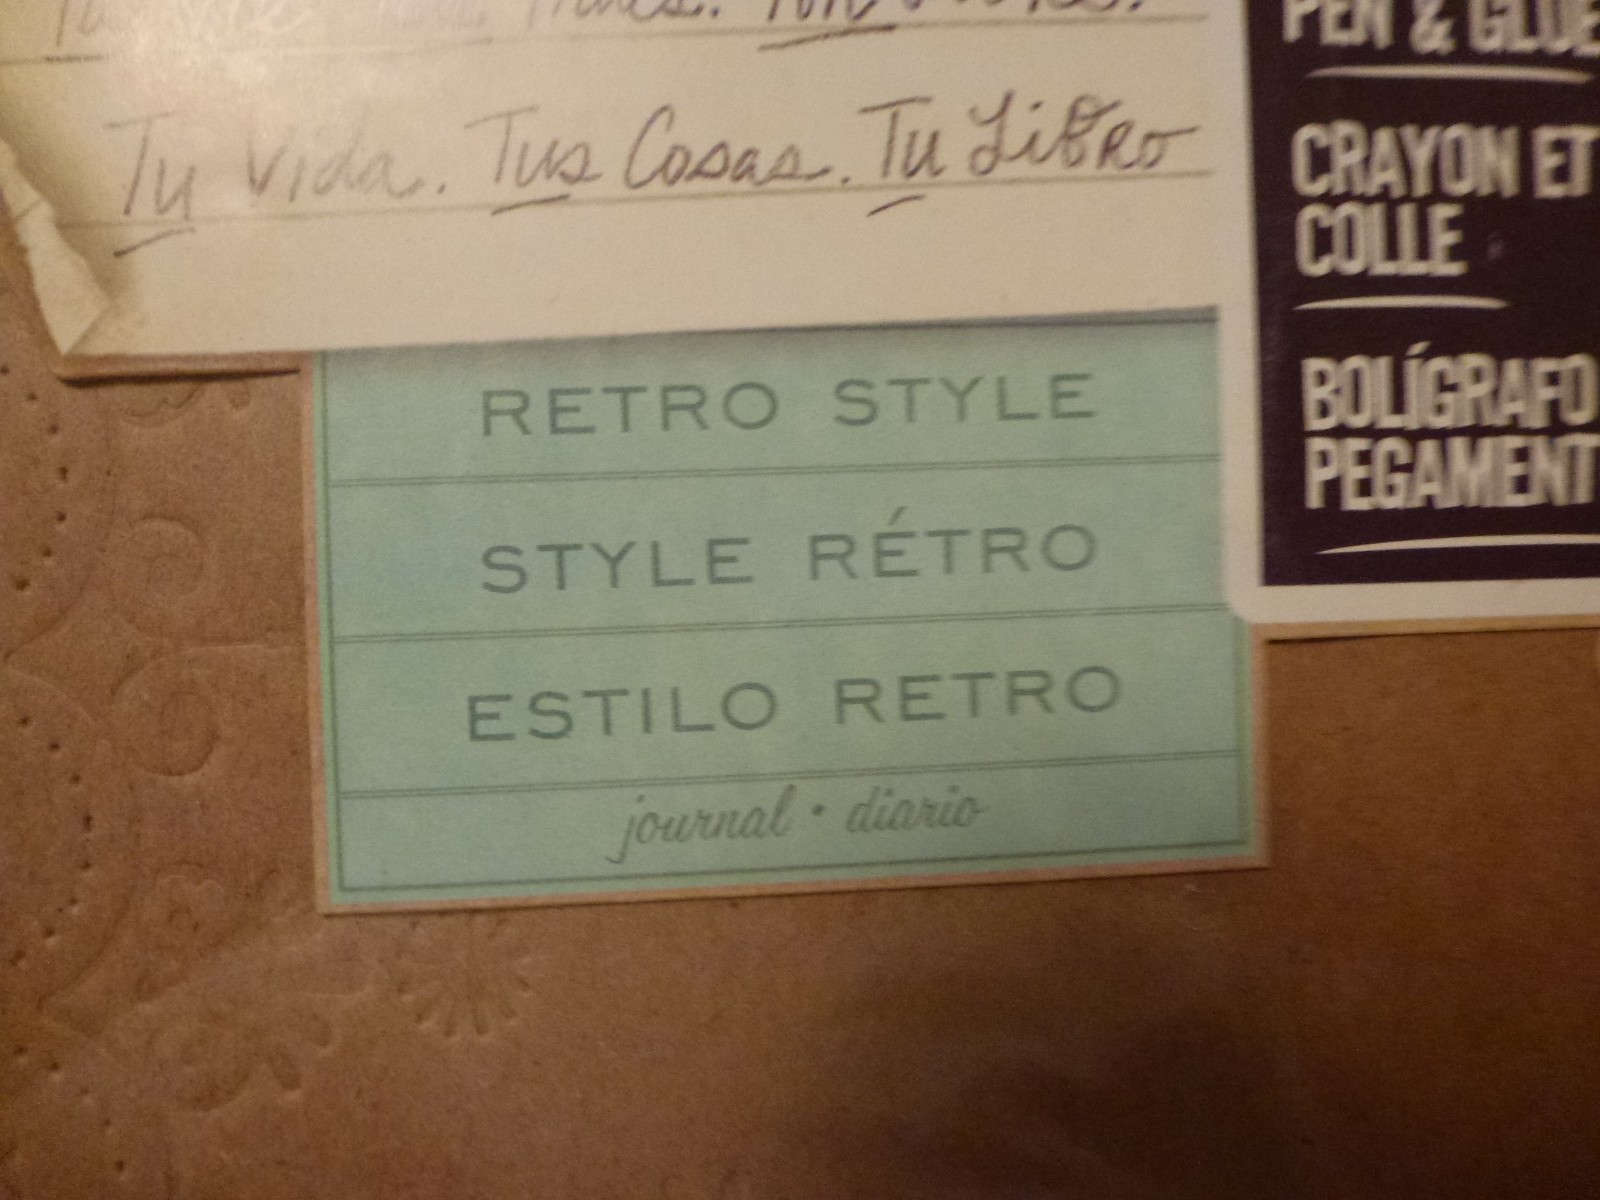 Tu Vida. Tus Cosas. Tu Libro
PEN & GLUE
CRAYON ET
COLLE
BOLÍGRAFO
PEGAMENT
RETRO STYLE
STYLE RÉTRO
ESTILO RETRO
journal • diario